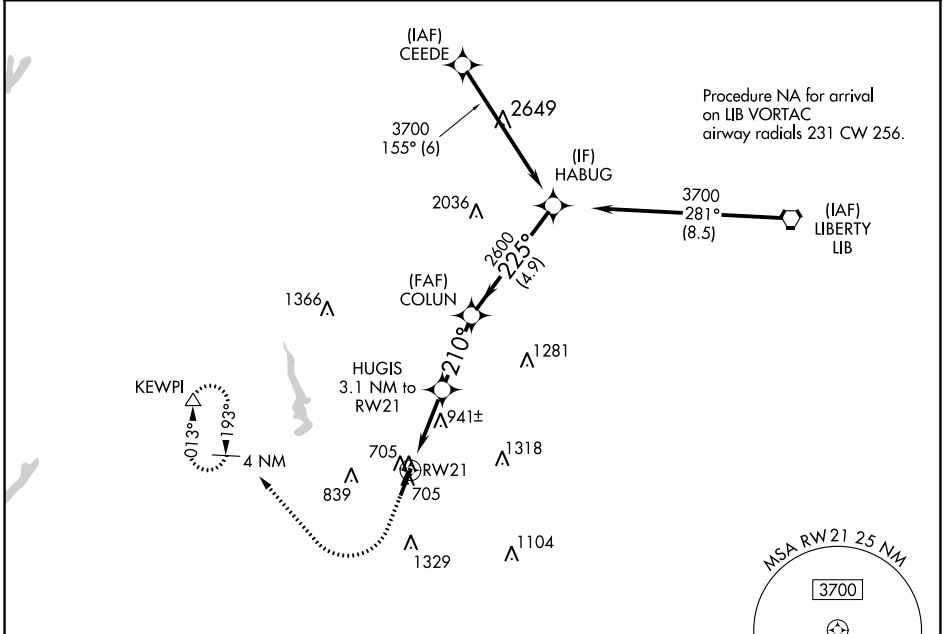 (IAF)
CEEDE
2649
3700
155° (6)
Procedure NA for arrival
on LIB VORTAC
airway radials 231 CW 256.
(IF)
HABUG
2036
3700
281°
(8.5)
(IAF)
LIBERTY
LIB
2600
225°
(4.9)
(FAF)
COLUN
1366
210°
1281
HUGIS
3.1 NM to
RW21
KEWPI
941±
013°
193°
4 NM
705
RW21
1318
839
705
1329
1104
MSA RW21 25 NM
3700